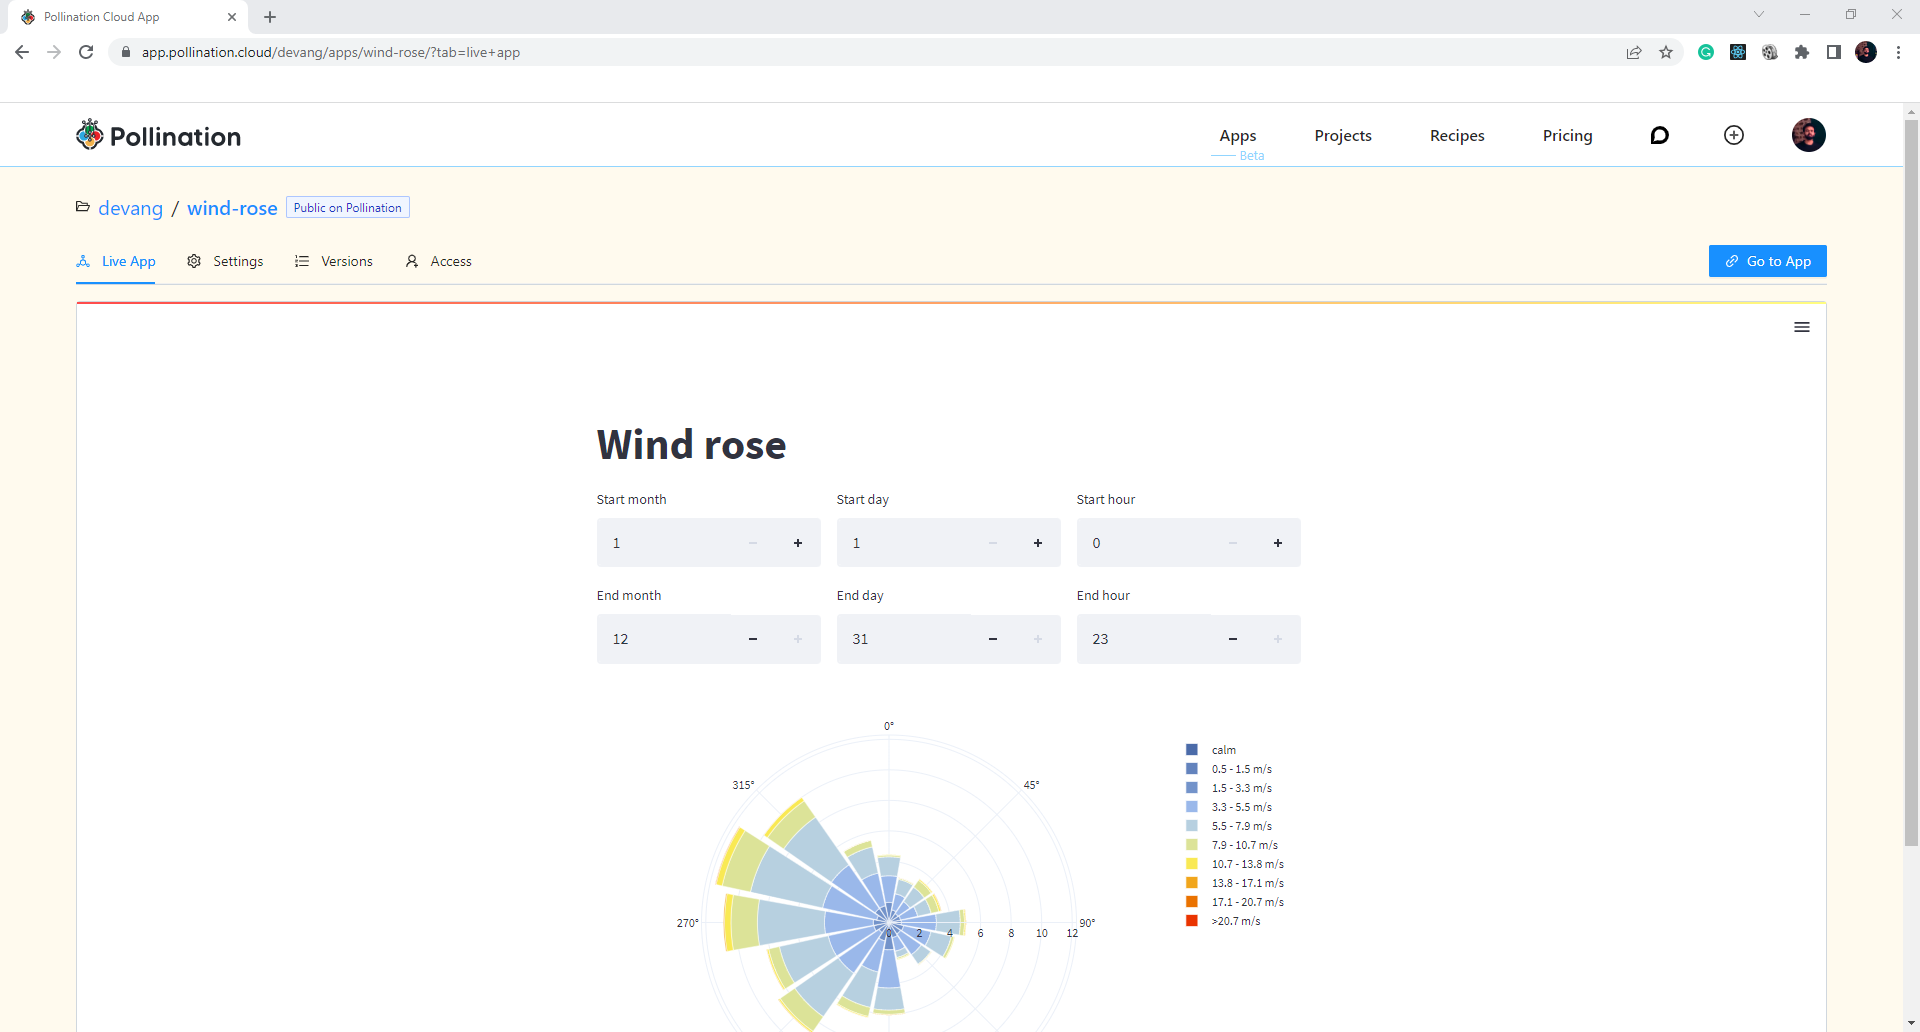 Pollination Cloud App
app.pollination.cloud/devang/apps/wind-rose/?tab=live+app
Pollination
Apps
Beta
Projects
Recipes
Pricing
devang / wind-rose
Public on Pollination
Live App
Settings
Versions
Access
Go to App
Wind rose
Start month
Start day
Start hour
1
1
0
End month
End day
End hour
12
31
23
0°
315°
45°
270°
90°
0 2 4 6 8 10 12
calm
0.5 - 1.5 m/s
1.5 - 3.3 m/s
3.3 - 5.5 m/s
5.5 - 7.9 m/s
7.9 - 10.7 m/s
10.7 - 13.8 m/s
13.8 - 17.1 m/s
17.1 - 20.7 m/s
>20.7 m/s